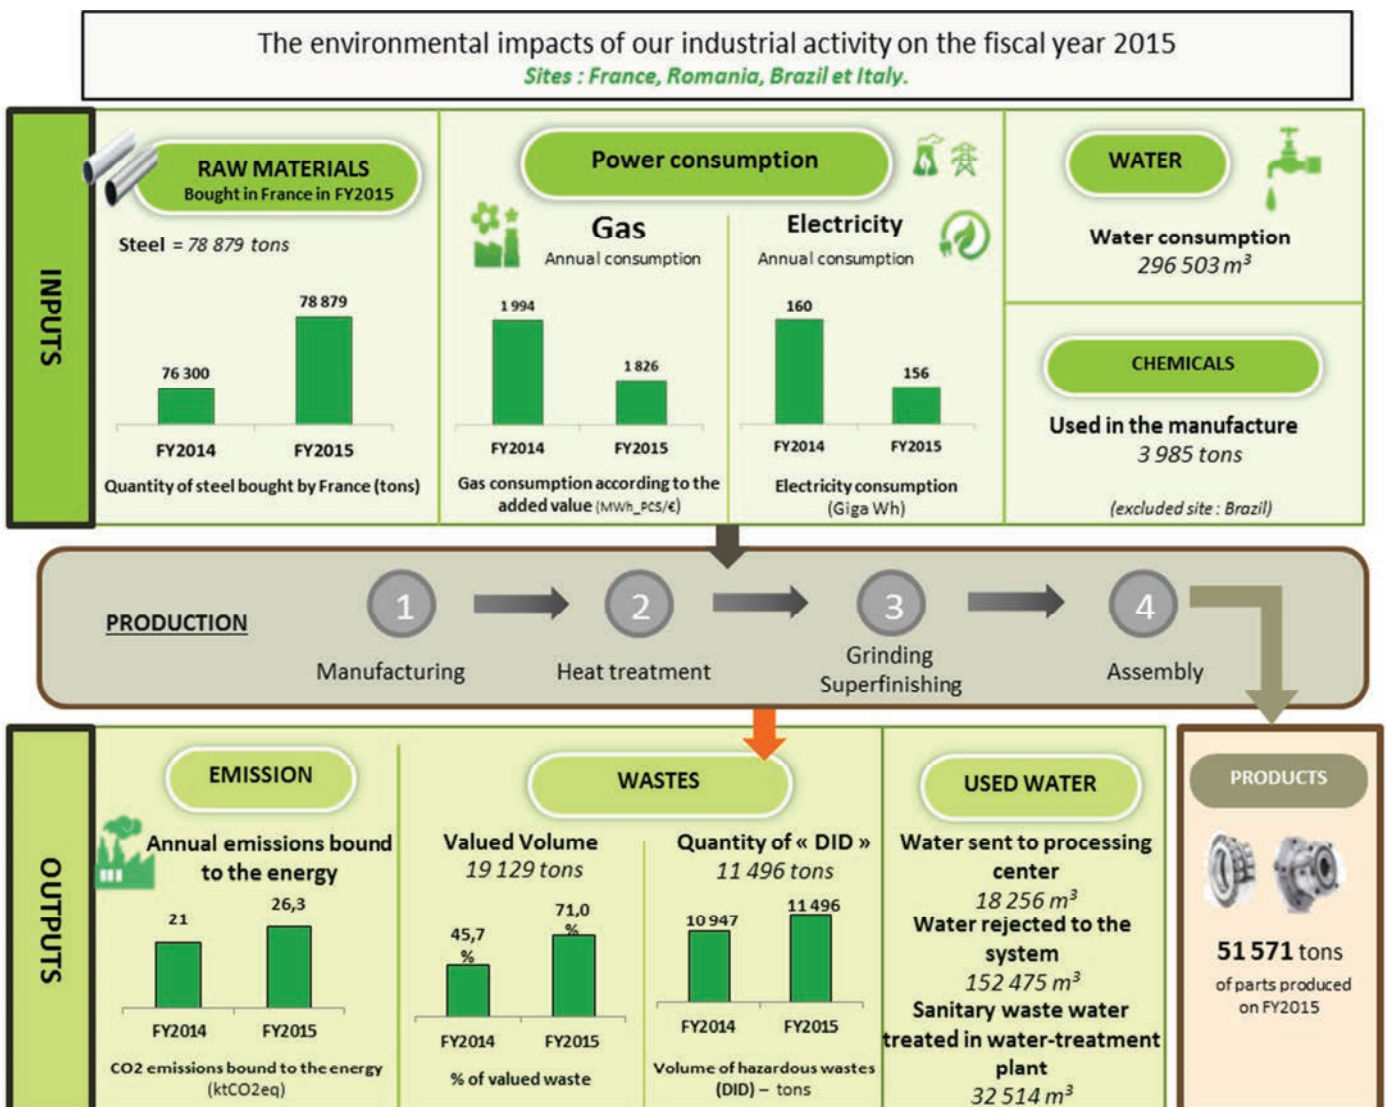 The environmental impacts of our industrial activity on the fiscal year 2015
Sites : France, Romania, Brazil et Italy.
INPUTS
RAW MATERIALS
Bought in France in FY2015
Steel = 78 879 tons
78 879
76 300
FY2014
FY2015
Quantity of steel bought by France (tons)
Power consumption
Gas
Annual consumption
1 994
1 826
FY2014
FY2015
Gas consumption according to the
added value (MWh_PCS/€)
Electricity
Annual consumption
160
156
FY2014
FY2015
Electricity consumption
(Giga Wh)
WATER
Water consumption
296 503 m³
CHEMICALS
Used in the manufacture
3 985 tons
(excluded site : Brazil)
PRODUCTION
1
Manufacturing
2
Heat treatment
3
Grinding
Superfinishing
4
Assembly
OUTPUTS
EMISSION
Annual emissions bound
to the energy
21
26,3
FY2014
FY2015
CO2 emissions bound to the energy
(ktCO2eq)
WASTES
Valued Volume
19 129 tons
45,7
%
71,0
%
FY2014
FY2015
% of valued waste
Quantity of « DID »
11 496 tons
10 947
11 496
FY2014
FY2015
Volume of hazardous wastes
(DID) – tons
USED WATER
Water sent to processing
center
18 256 m³
Water rejected to the
system
152 475 m³
Sanitary waste water
treated in water-treatment
plant
32 514 m³
PRODUCTS
51 571 tons
of parts produced
on FY2015